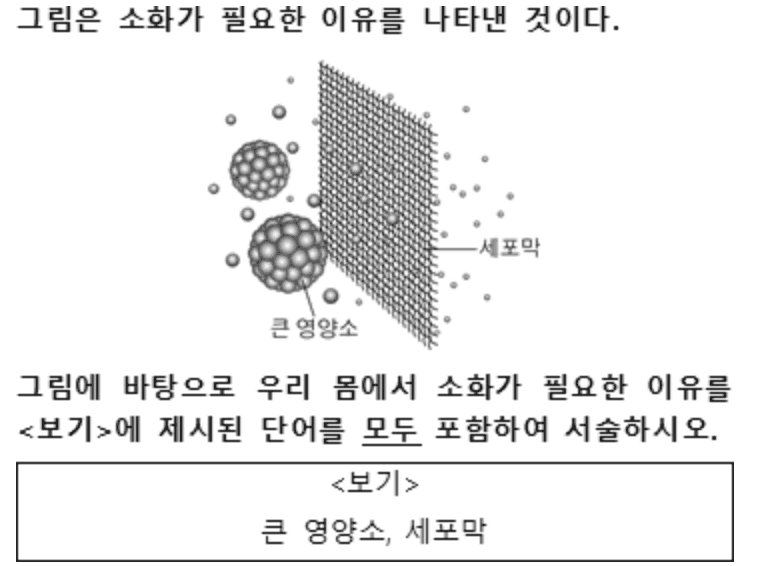 그림은 소화가 필요한 이유를 나타낸 것이다.
세포막
큰 영양소
그림에 바탕으로 우리 몸에서 소화가 필요한 이유를
<보기>에 제시된 단어를 모두 포함하여 서술하시오.
<보기>
큰 영양소, 세포막